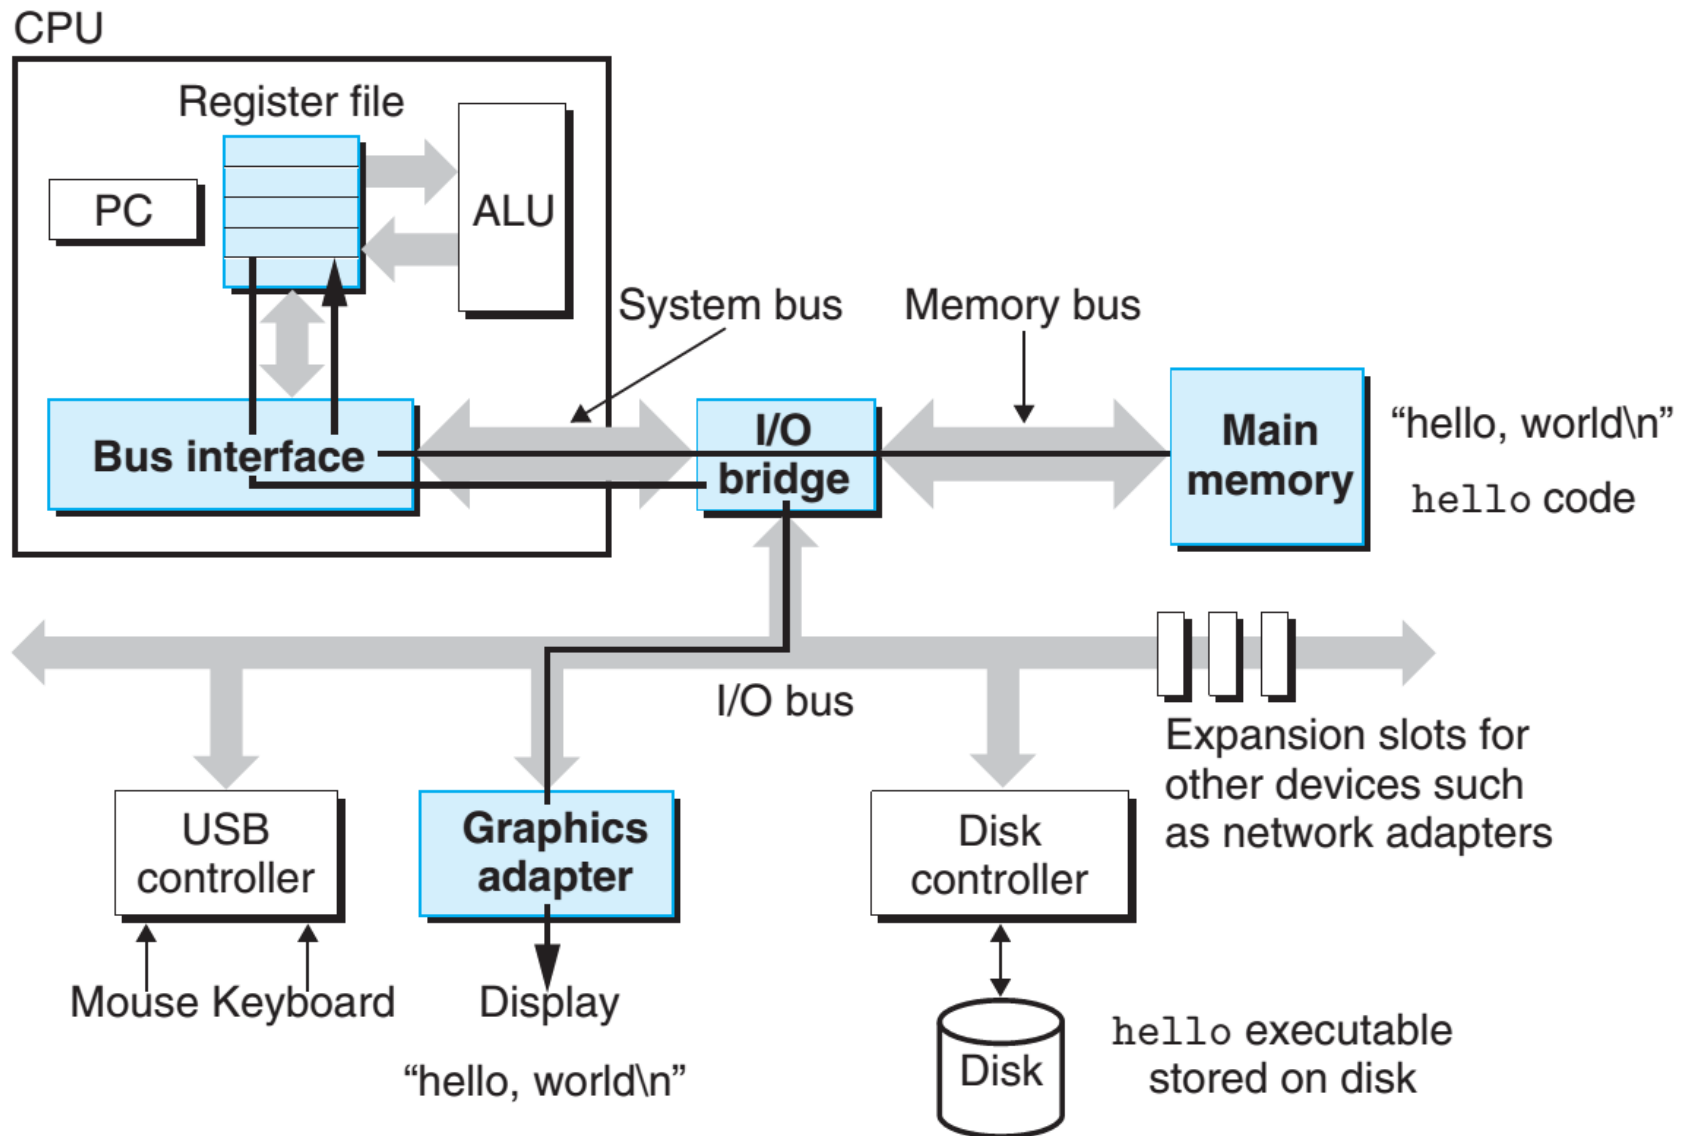 CPU
Register file
PC
ALU
System bus
Memory bus
Bus interface
I/O
bridge
Main
memory
“hello, world\n”
hello code
I/O bus
Expansion slots for
other devices such
as network adapters
USB
controller
Graphics
adapter
Disk
controller
Mouse Keyboard
Display
“hello, world\n”
Disk
hello executable
stored on disk